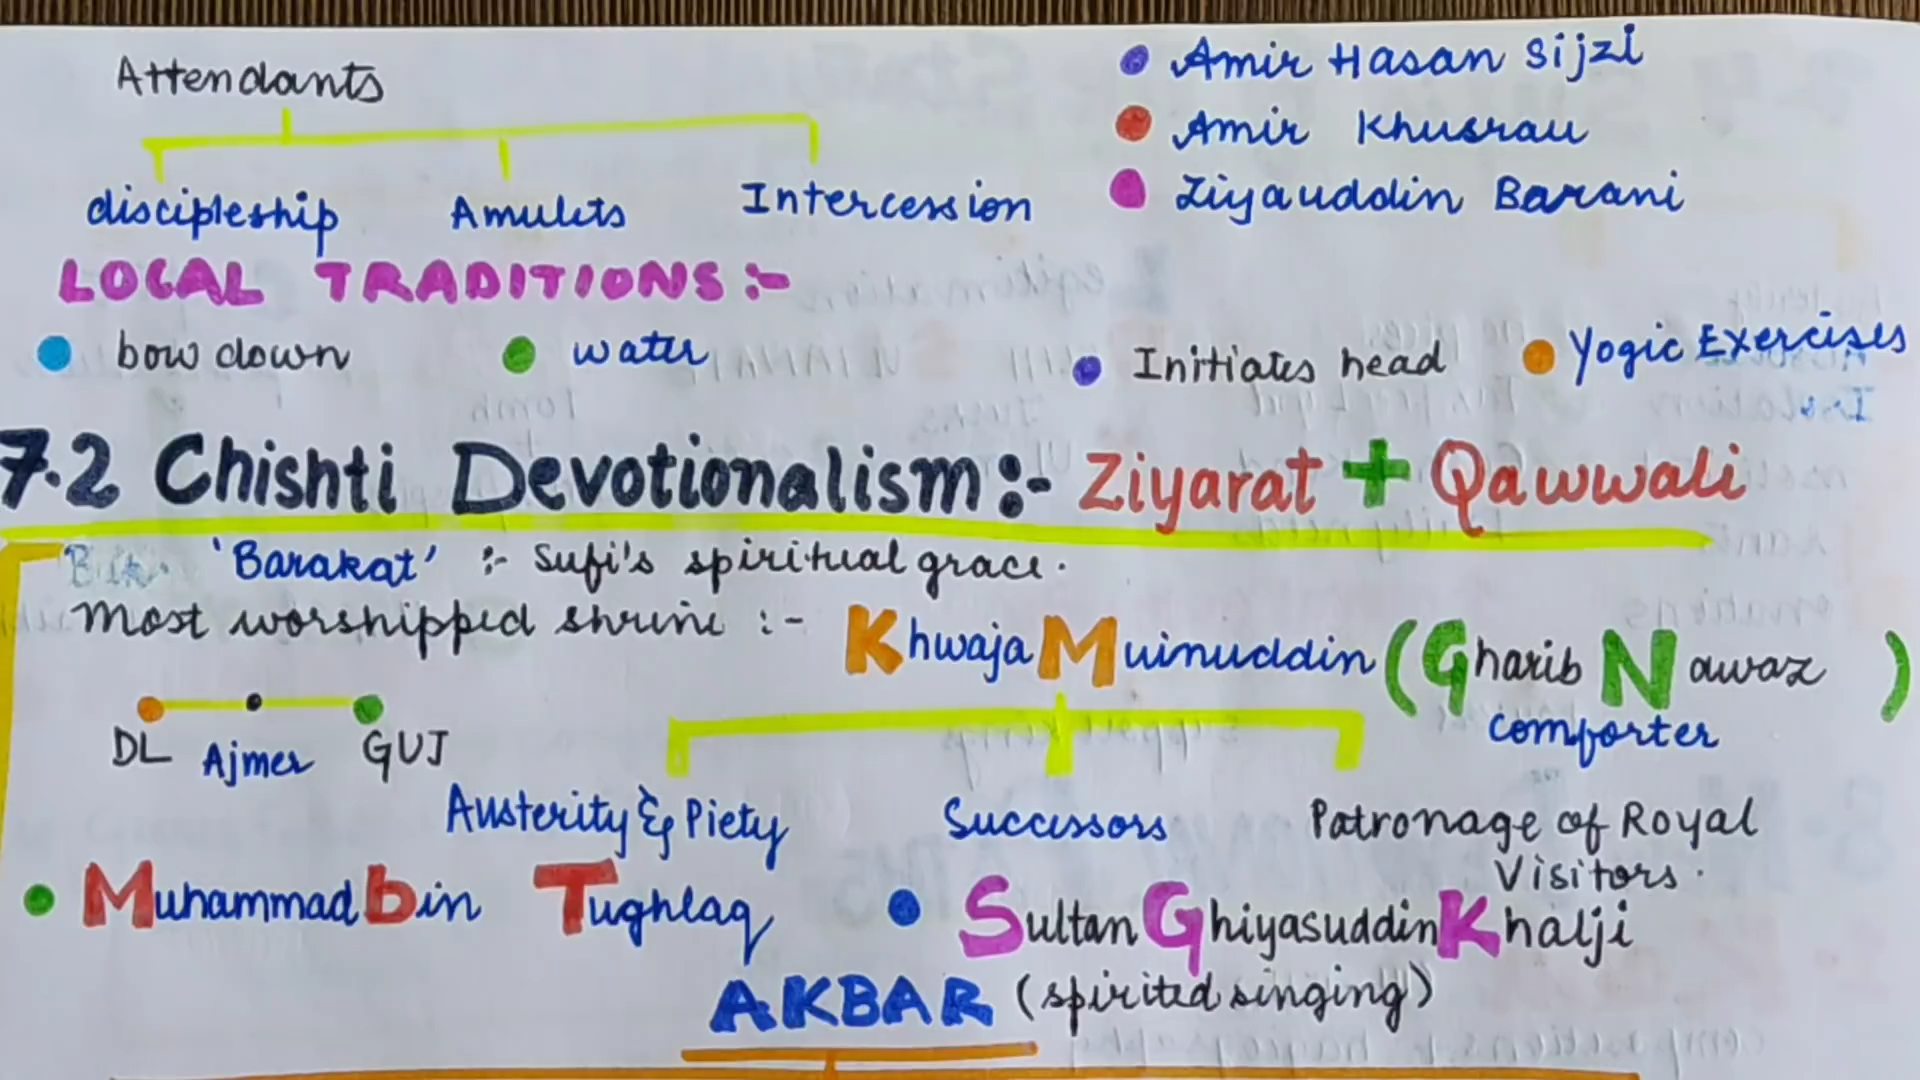 Attendants
discipleship Amulets Intercession
• Amir Hasan Sijzi
• Amir Khusrau
• Ziyauddin Barani
LOCAL TRADITIONS :-
• bow down • water • Initiates head • Yogic Exercises
7.2 Chishti Devotionalism :- Ziyarat + Qawwali
'Barakat' :- Sufi's spiritual grace.
Most worshipped shrine :- Khwaja Muinuddin (Gharib Nawaz)
comforter
DL Ajmer GUJ
Austerity & Piety Successors Patronage of Royal
Visitors.
• Muhammad bin Tughlaq • Sultan Ghiyasuddin Khalji
AKBAR (spirited singing)